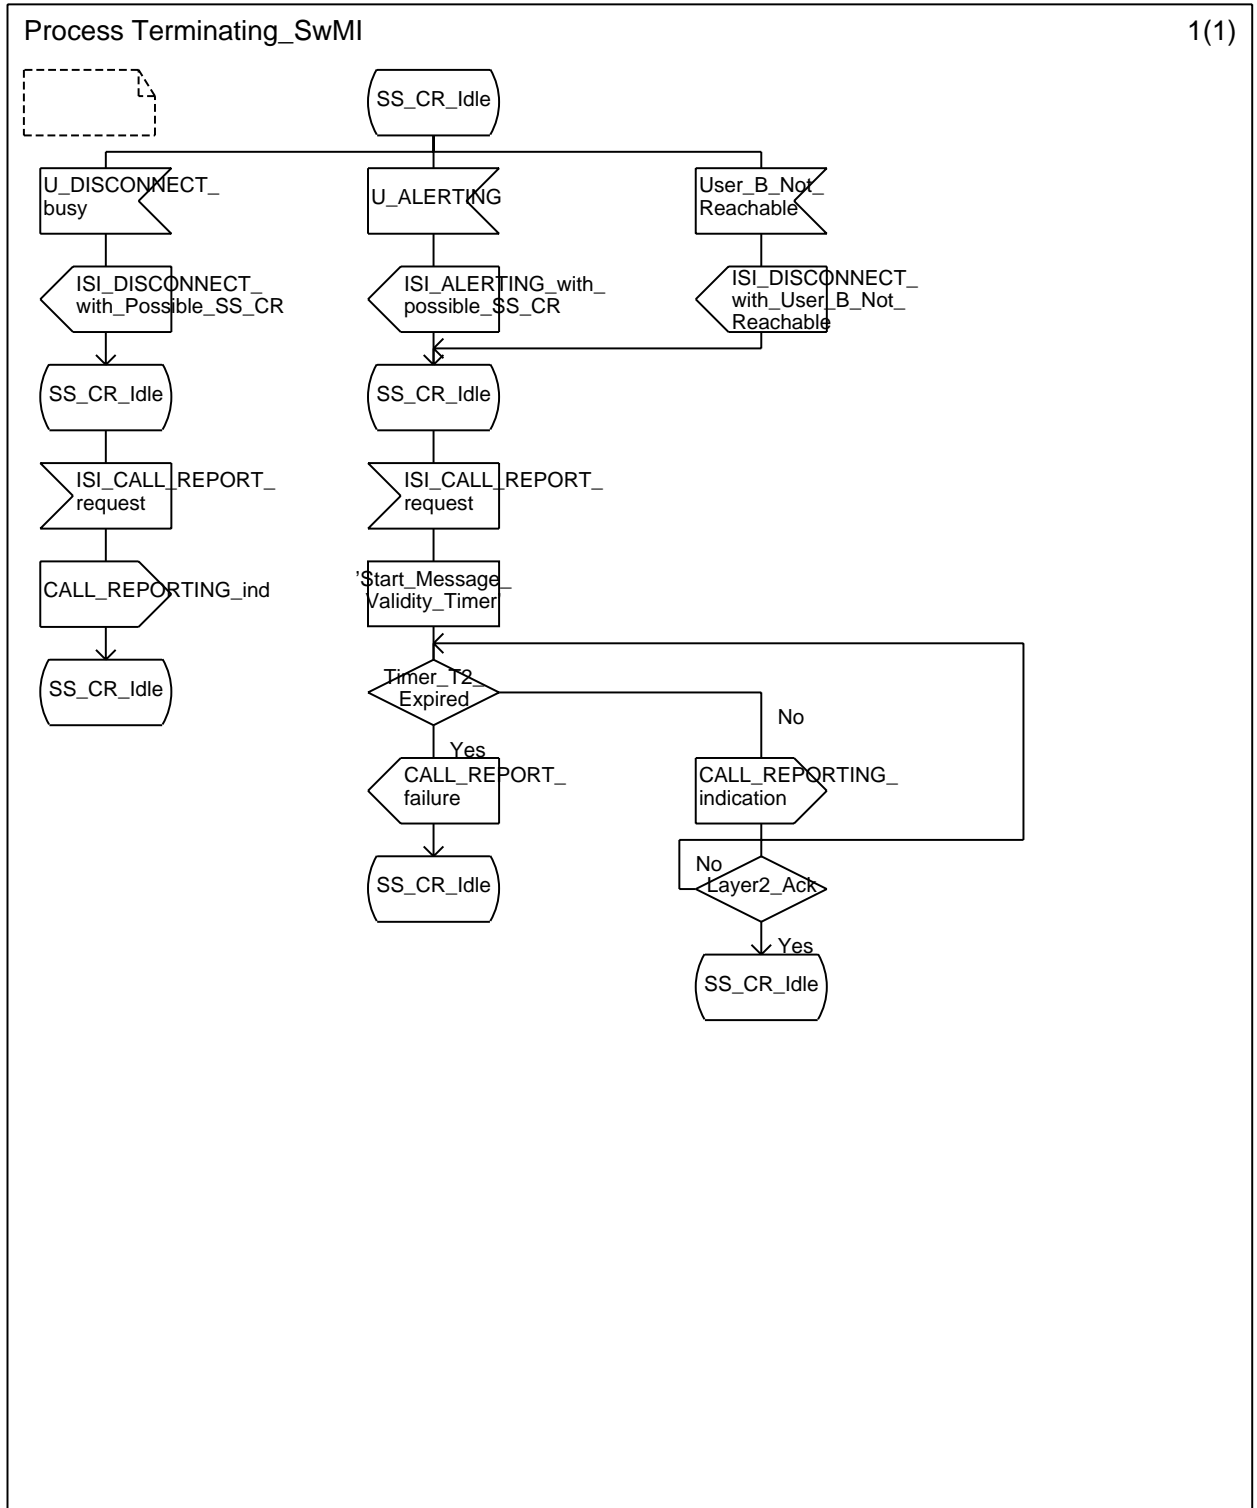 Process Terminating_SwMI
1(1)
SS_CR_Idle
U_DISCONNECT_
busy
U_ALERTING
User_B_Not_
Reachable
ISI_DISCONNECT_
with_Possible_SS_CR
ISI_ALERTING_with_
possible_SS_CR
ISI_DISCONNECT_
with_User_B_Not_
Reachable
SS_CR_Idle
SS_CR_Idle
ISI_CALL_REPORT_
request
ISI_CALL_REPORT_
request
CALL_REPORTING_ind
'Start_Message_
Validity_Timer'
SS_CR_Idle
Timer_T2_
Expired
No
Yes
CALL_REPORT_
failure
CALL_REPORTING_
indication
SS_CR_Idle
No
Layer2_Ack
Yes
SS_CR_Idle